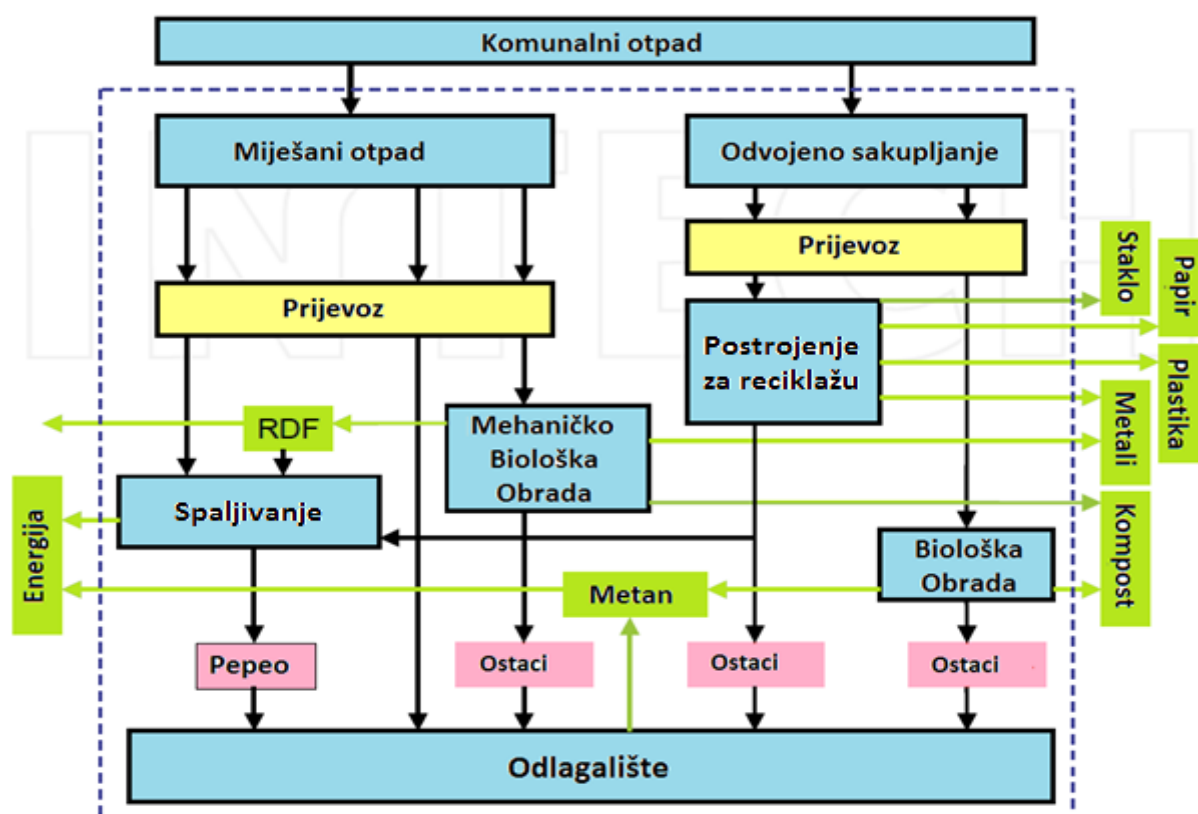 Komunalni otpad
Miješani otpad
Odvojeno sakupljanje
Prijevoz
Prijevoz
Staklo
Papir
Postrojenje
za reciklažu
Plastika
Metali
RDF
Mehaničko
Biološka
Obrada
Spaljivanje
Energija
Kompost
Biološka
Obrada
Metan
Pepeo
Ostaci
Ostaci
Ostaci
Odlagalište
INTECH